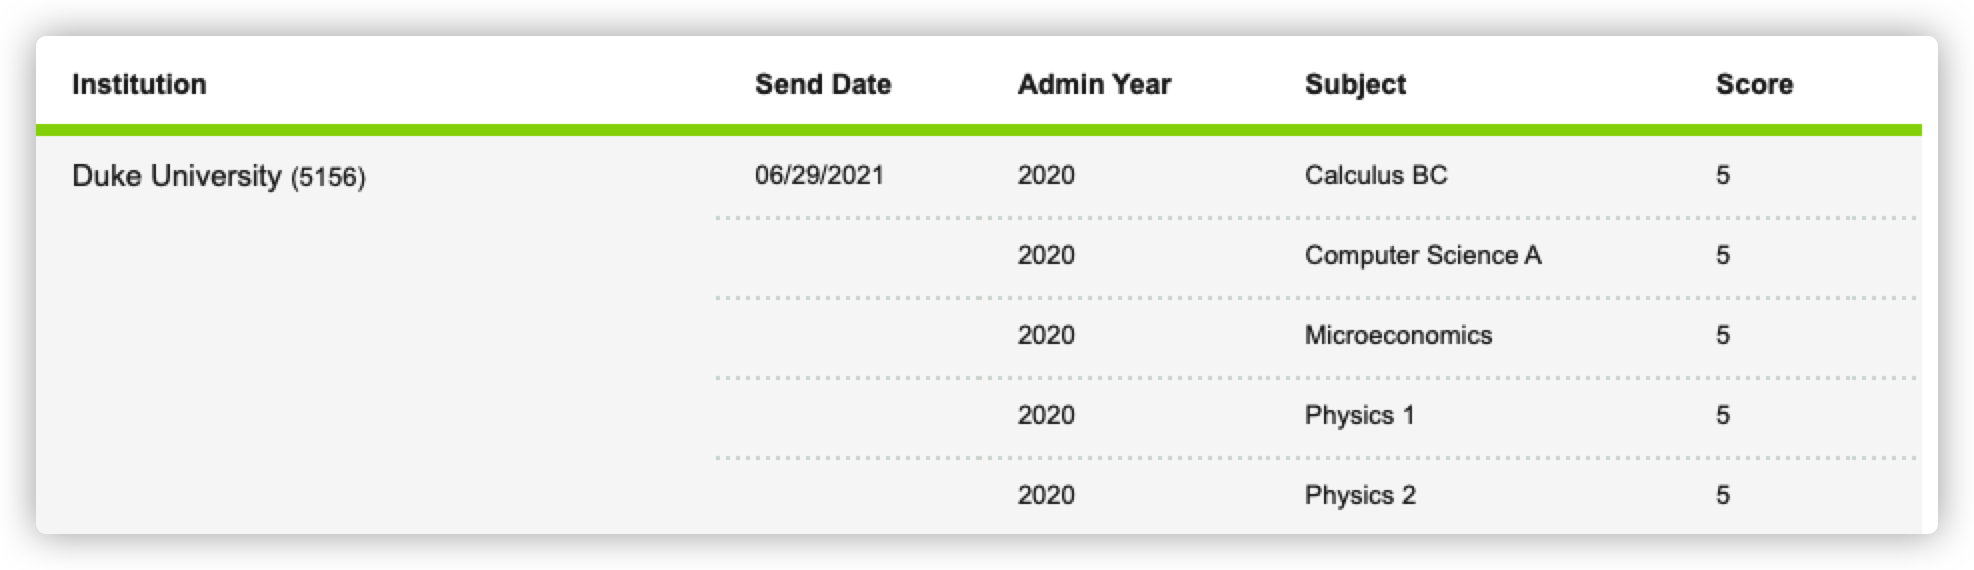 Institution Send Date Admin Year Subject Score
Duke University (5156) 06/29/2021 2020 Calculus BC 5
2020 Computer Science A 5
2020 Microeconomics 5
2020 Physics 1 5
2020 Physics 2 5